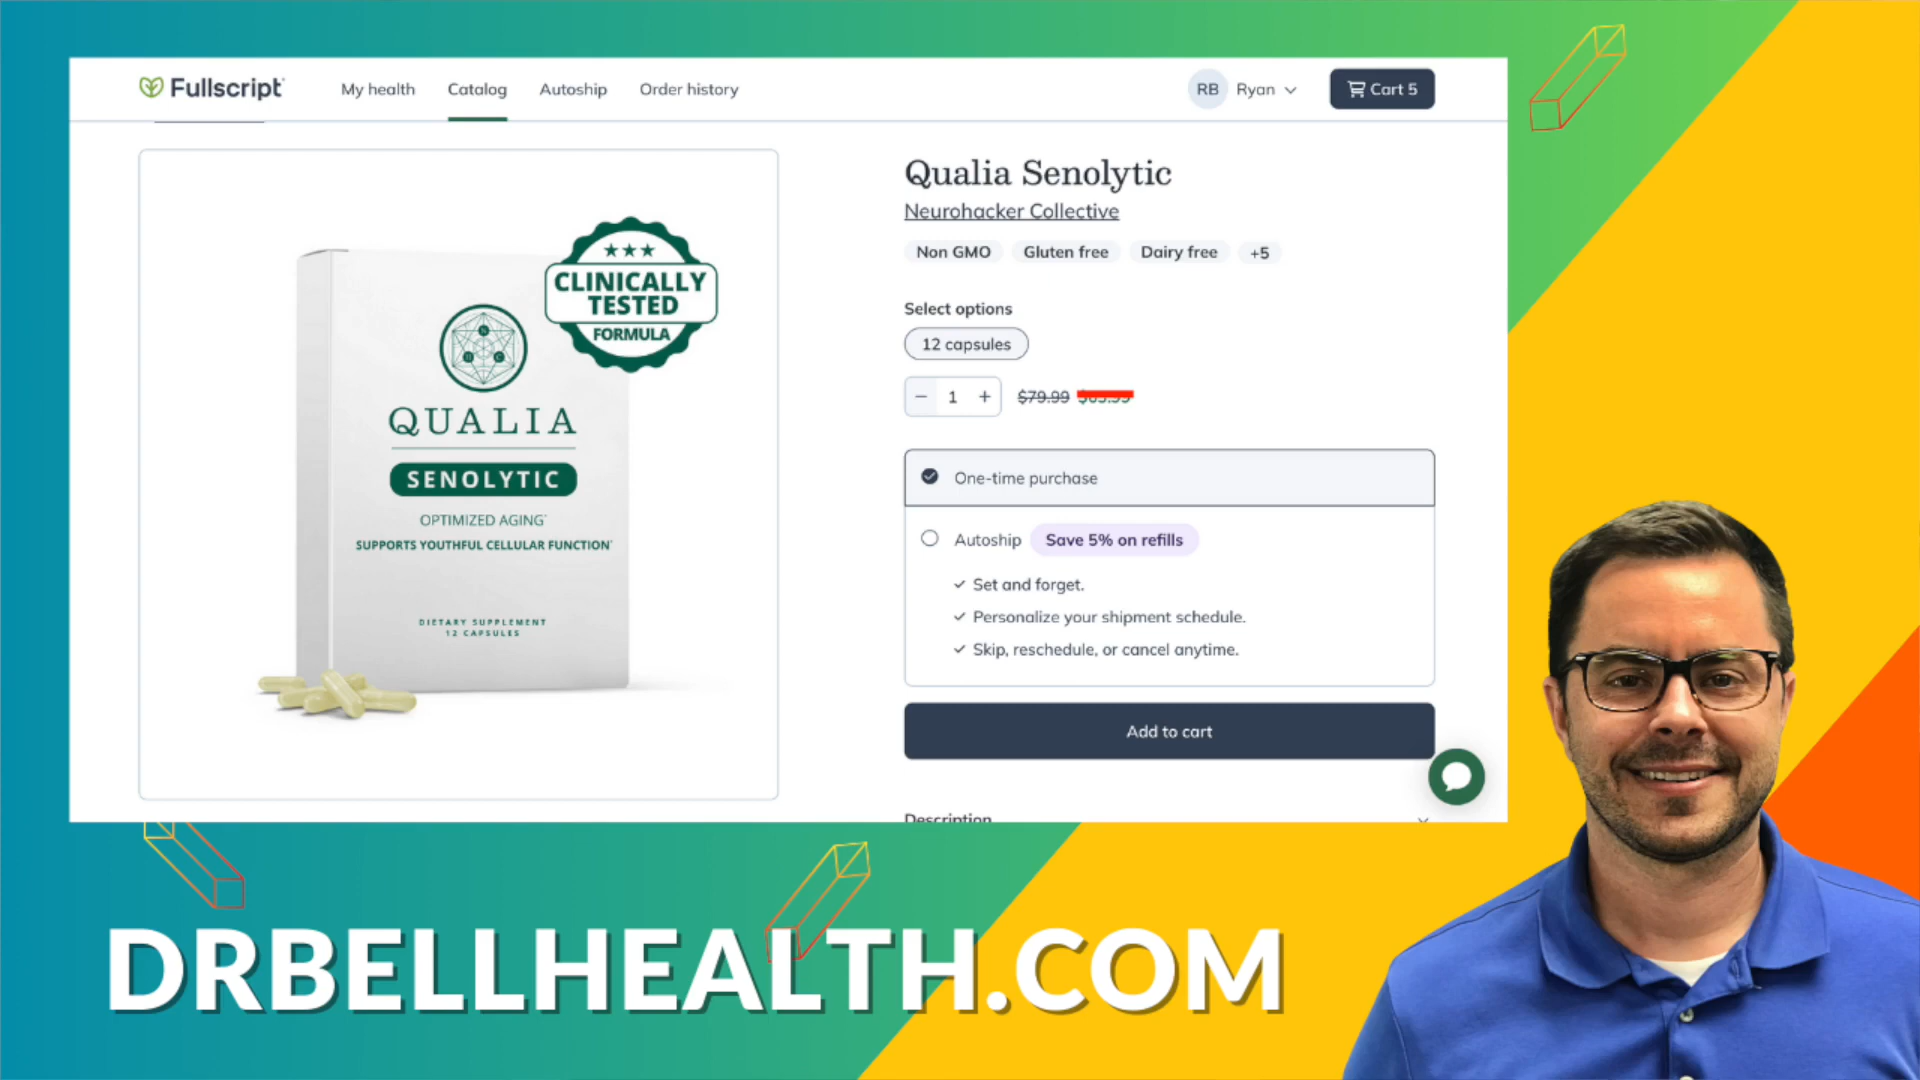 Fullscript
My health Catalog Autoship Order history
RB Ryan Cart 5
★★★
CLINICALLY
TESTED
FORMULA
QUALIA
SENOLYTIC
OPTIMIZED AGING*
SUPPORTS YOUTHFUL CELLULAR FUNCTION*
DIETARY SUPPLEMENT
12 CAPSULES
Qualia Senolytic
Neurohacker Collective
Non GMO Gluten free Dairy free +5
Select options
12 capsules
− 1 + $79.99
One-time purchase
Autoship Save 5% on refills
✓ Set and forget.
✓ Personalize your shipment schedule.
✓ Skip, reschedule, or cancel anytime.
Add to cart
Description
DRBELLHEALTH.COM